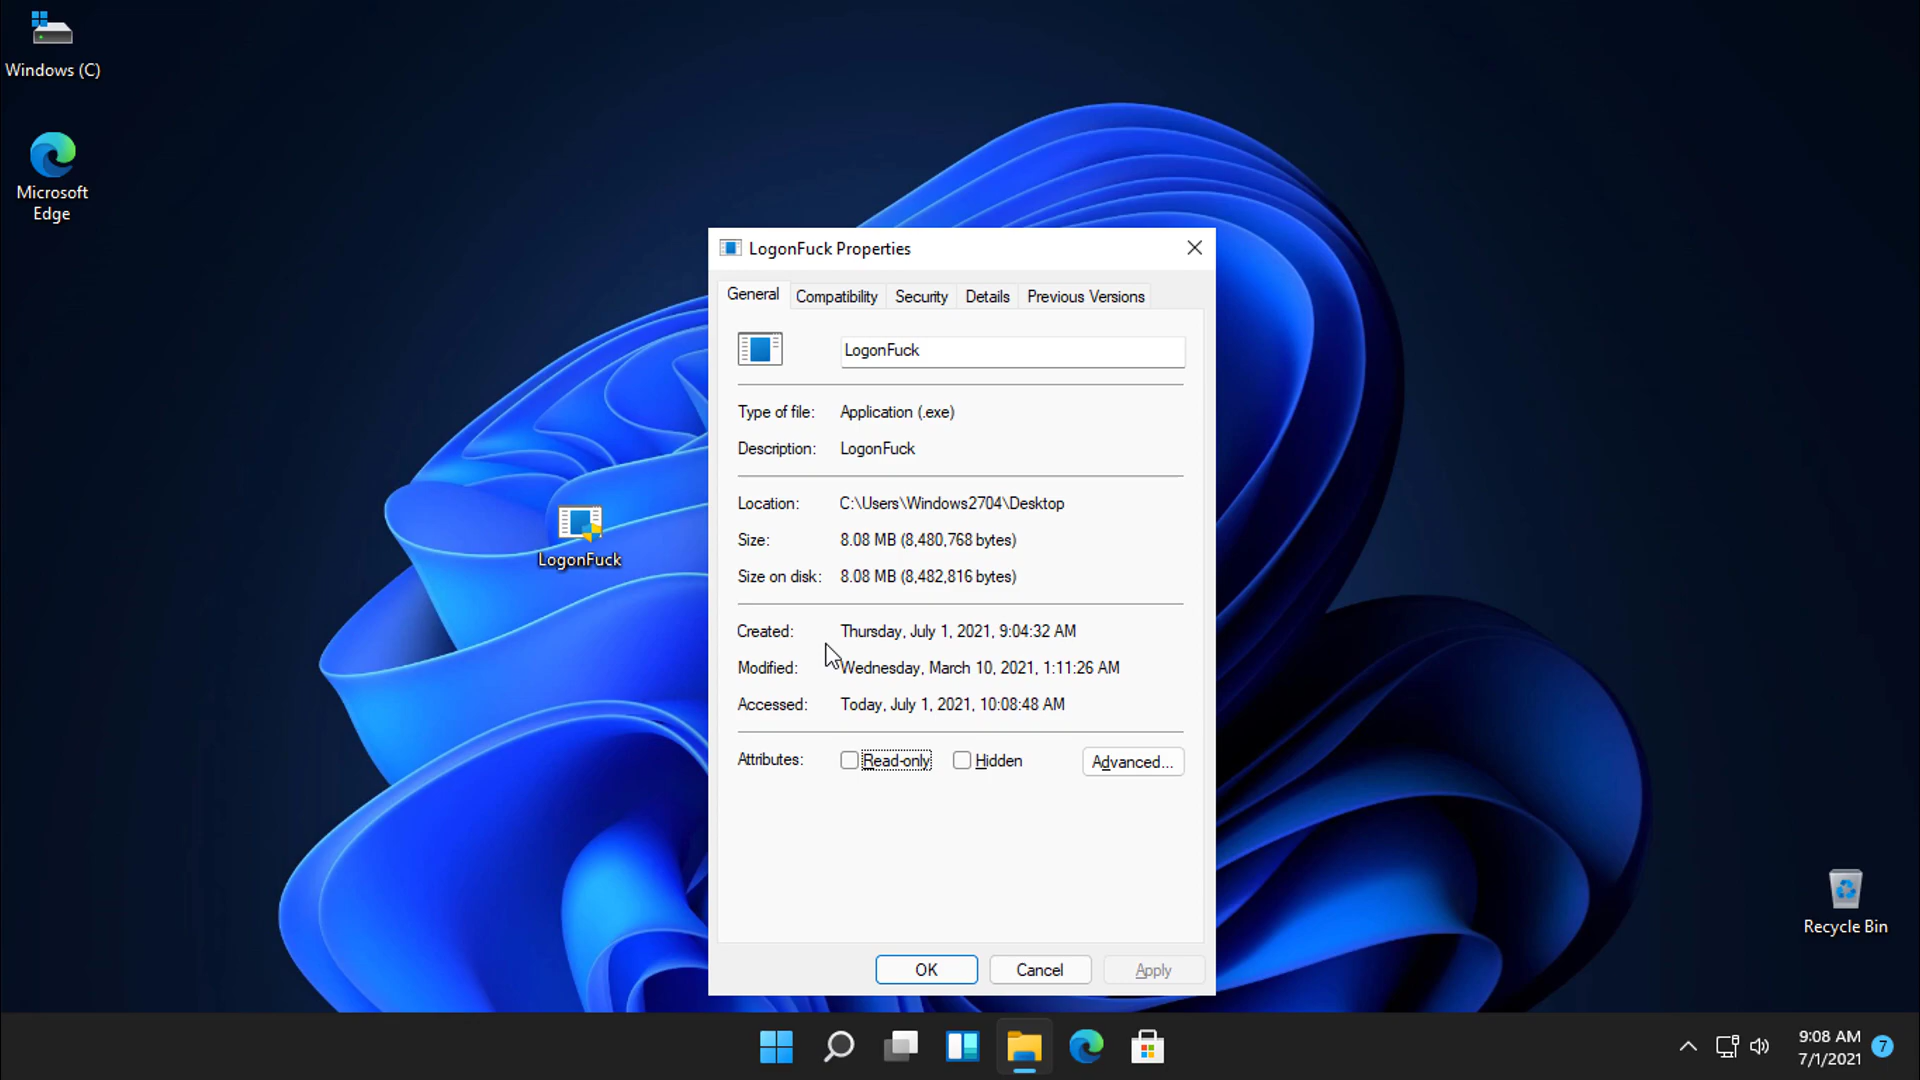 Windows (C)
Microsoft
Edge
LogonFuck
LogonFuck Properties
General
Compatibility
Security
Details
Previous Versions
LogonFuck
Type of file: Application (.exe)
Description: LogonFuck
Location: C:\Users\Windows2704\Desktop
Size: 8.08 MB (8,480,768 bytes)
Size on disk: 8.08 MB (8,482,816 bytes)
Created: Thursday, July 1, 2021, 9:04:32 AM
Modified: Wednesday, March 10, 2021, 1:11:26 AM
Accessed: Today, July 1, 2021, 10:08:48 AM
Attributes: Read-only Hidden Advanced...
OK Cancel Apply
Recycle Bin
9:08 AM
7/1/2021
7